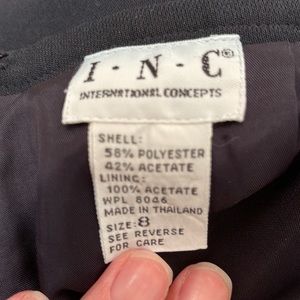 I·N·C®
INTERNATIONAL CONCEPTS
SHELL:
58% POLYESTER
42% ACETATE
LINING:
100% ACETATE
WPL 8046
MADE IN THAILAND
SIZE: 8
SEE REVERSE
FOR CARE